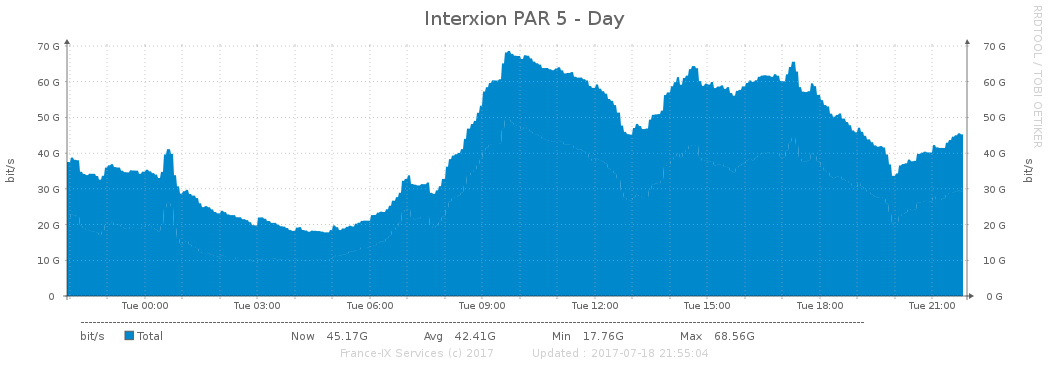 Interxion PAR 5 - Day
RRDTOOL / TOBI OETIKER
bit/s
70 G 70 G
60 G 60 G
50 G 50 G
40 G 40 G
30 G 30 G
20 G 20 G
10 G 10 G
0 0 G
bit/s
Tue 00:00 Tue 03:00 Tue 06:00 Tue 09:00 Tue 12:00 Tue 15:00 Tue 18:00 Tue 21:00
bit/s Total Now 45.17G Avg 42.41G Min 17.76G Max 68.56G
France-IX Services (c) 2017 Updated : 2017-07-18 21:55:04